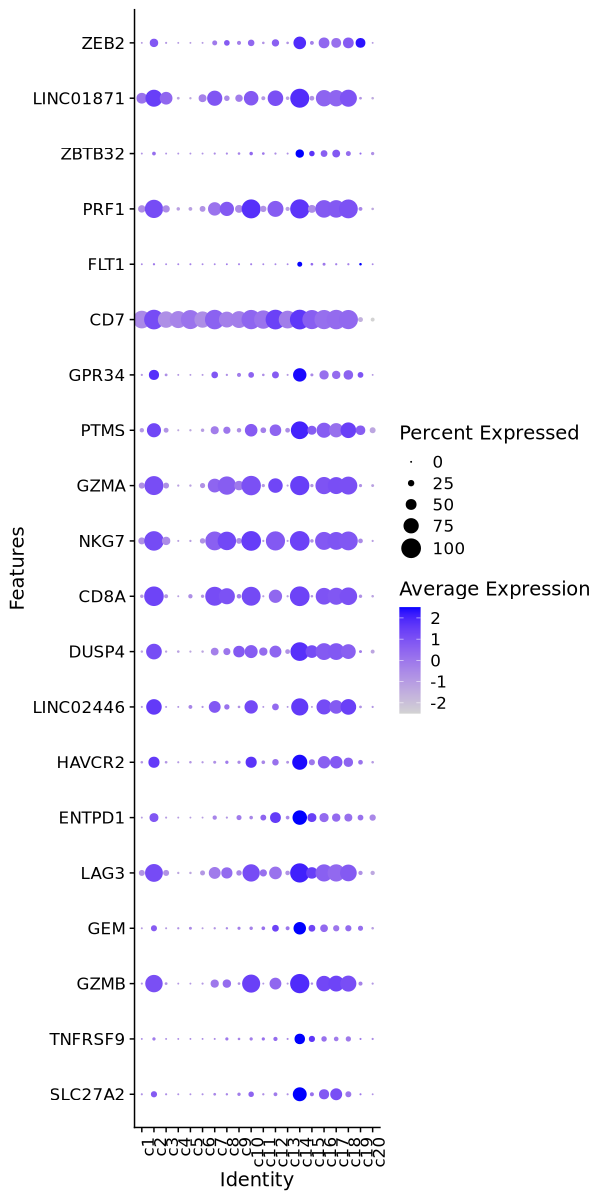 ZEB2
LINC01871
ZBTB32
PRF1
FLT1
CD7
GPR34
PTMS
GZMA
NKG7
CD8A
DUSP4
LINC02446
HAVCR2
ENTPD1
LAG3
GEM
GZMB
TNFRSF9
SLC27A2
Features
c1 c2 c3 c4 c5 c6 c7 c8 c9 c10 c11 c12 c13 c14 c15 c16 c17 c18 c19 c20
Identity
Percent Expressed
0
25
50
75
100
Average Expression
2
1
0
-1
-2